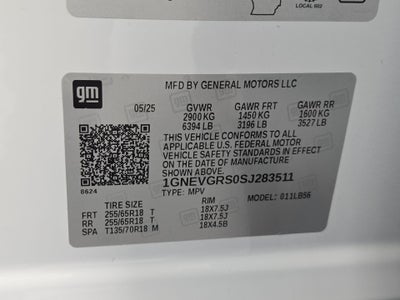 LOCAL 602
gm
MFD BY GENERAL MOTORS LLC
05/25 GVWR GAWR FRT GAWR RR
2900 KG 1450 KG 1600 KG
6394 LB 3196 LB 3527 LB
THIS VEHICLE CONFORMS TO ALL
APPLICABLE U.S. FEDERAL MOTOR
VEHICLE SAFETY STANDARDS IN EFFECT
ON THE DATE OF MANUFACTURE
SHOWN ABOVE.
1GNEVGRS0SJ283511
8624 TYPE: MPV MODEL: 011LB56
TIRE SIZE RIM
FRT 255/65R18 T 18X7.5J
RR 255/65R18 T 18X7.5J
SPA T135/70R18 M 18X4.5B